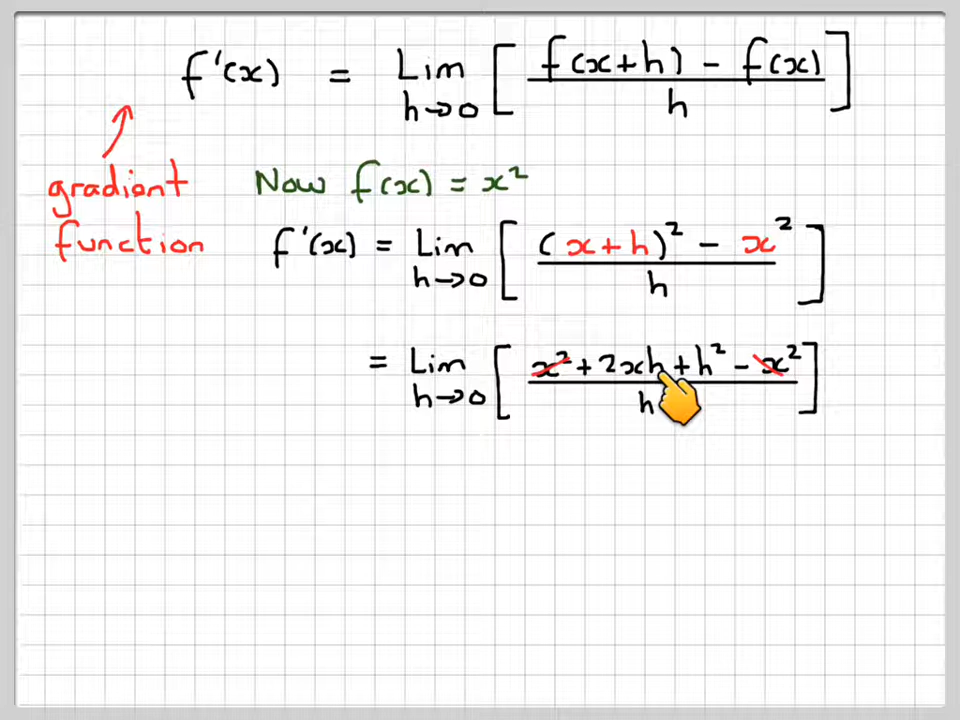 f'(x) = Lim h→0 [ f(x+h) - f(x) / h ]
gradient function
Now f(x) = x²
f'(x) = Lim h→0 [ (x+h)² - x² / h ]
= Lim h→0 [ x² + 2xh + h² - x² / h ]